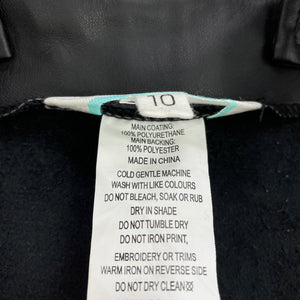 10
MAIN COATING:
100% POLYURETHANE
MAIN BACKING:
100% POLYESTER
MADE IN CHINA
COLD GENTLE MACHINE
WASH WITH LIKE COLOURS
DO NOT BLEACH, SOAK OR RUB
DRY IN SHADE
DO NOT TUMBLE DRY
DO NOT IRON PRINT,
EMBROIDERY OR TRIMS
WARM IRON ON REVERSE SIDE
DO NOT DRY CLEAN